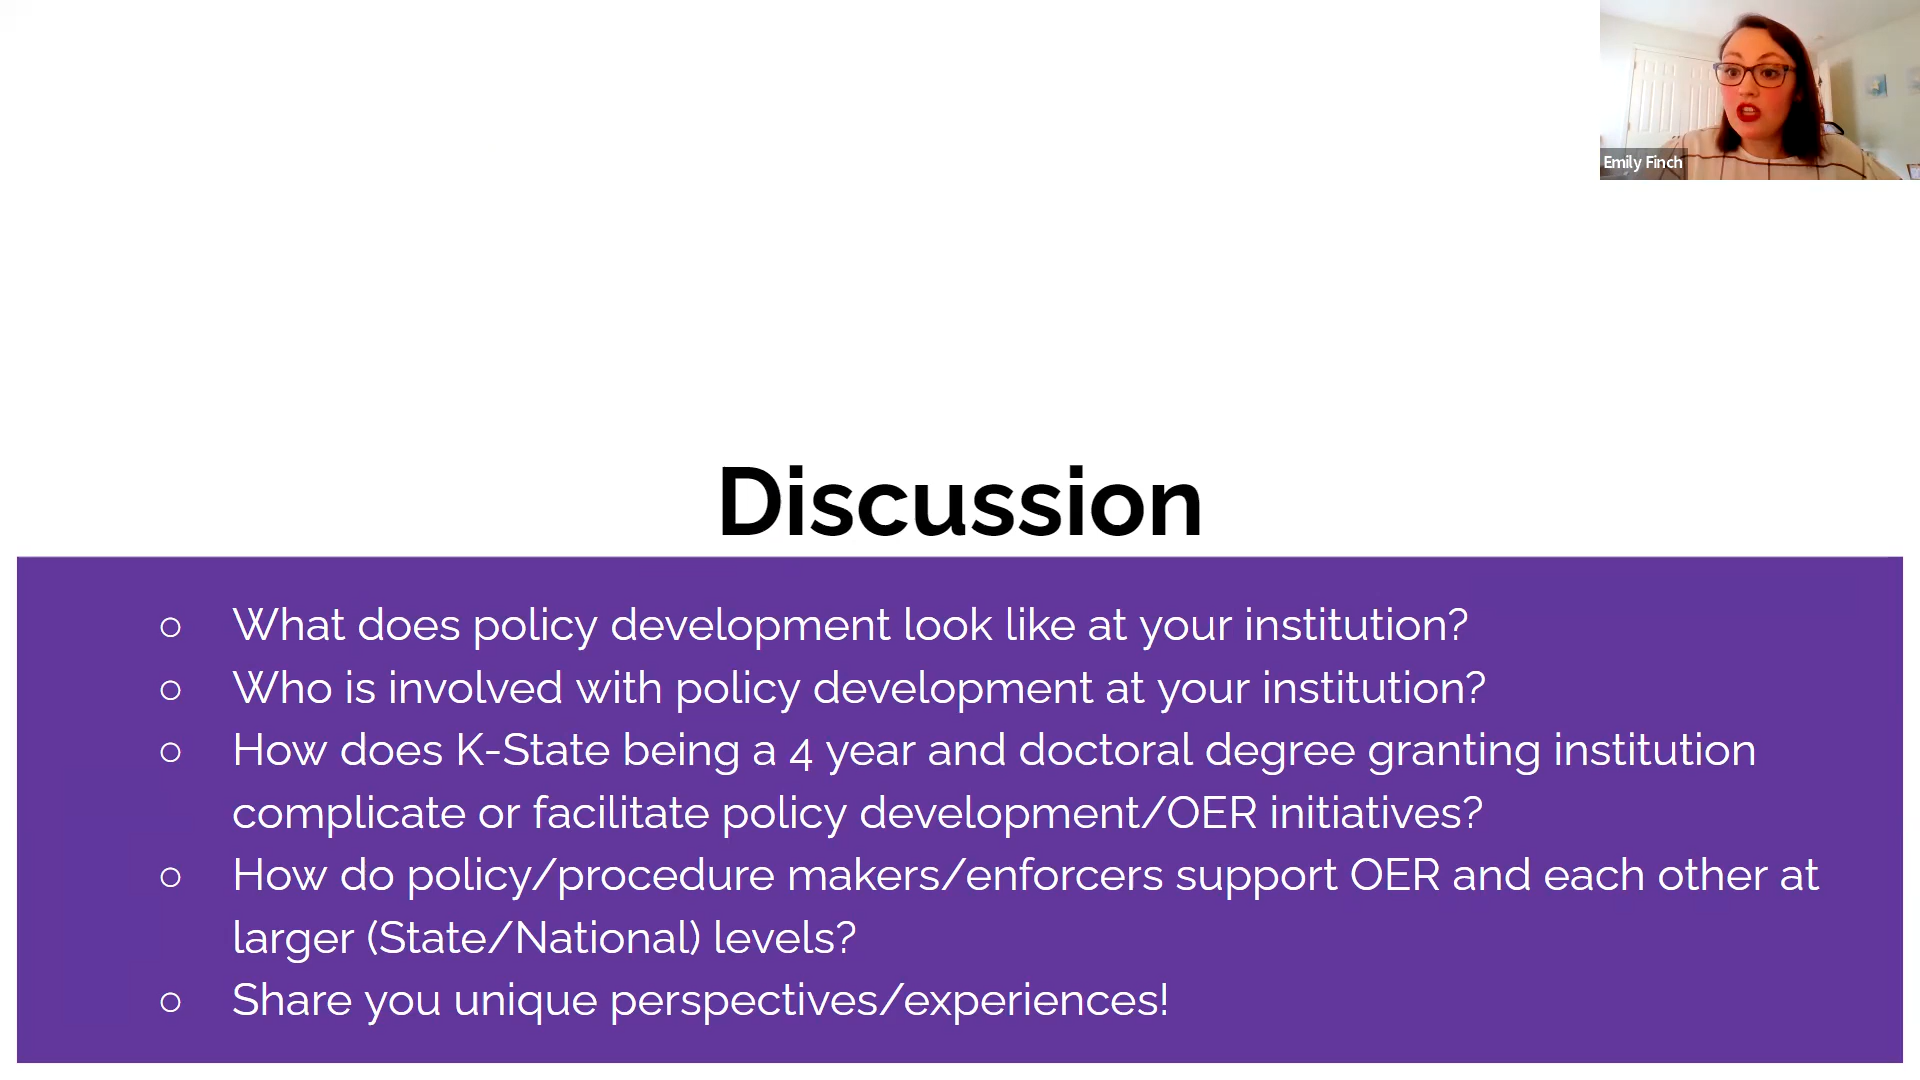 Emily Finch
Discussion
○ What does policy development look like at your institution?
○ Who is involved with policy development at your institution?
○ How does K-State being a 4 year and doctoral degree granting institution
complicate or facilitate policy development/OER initiatives?
○ How do policy/procedure makers/enforcers support OER and each other at
larger (State/National) levels?
○ Share you unique perspectives/experiences!